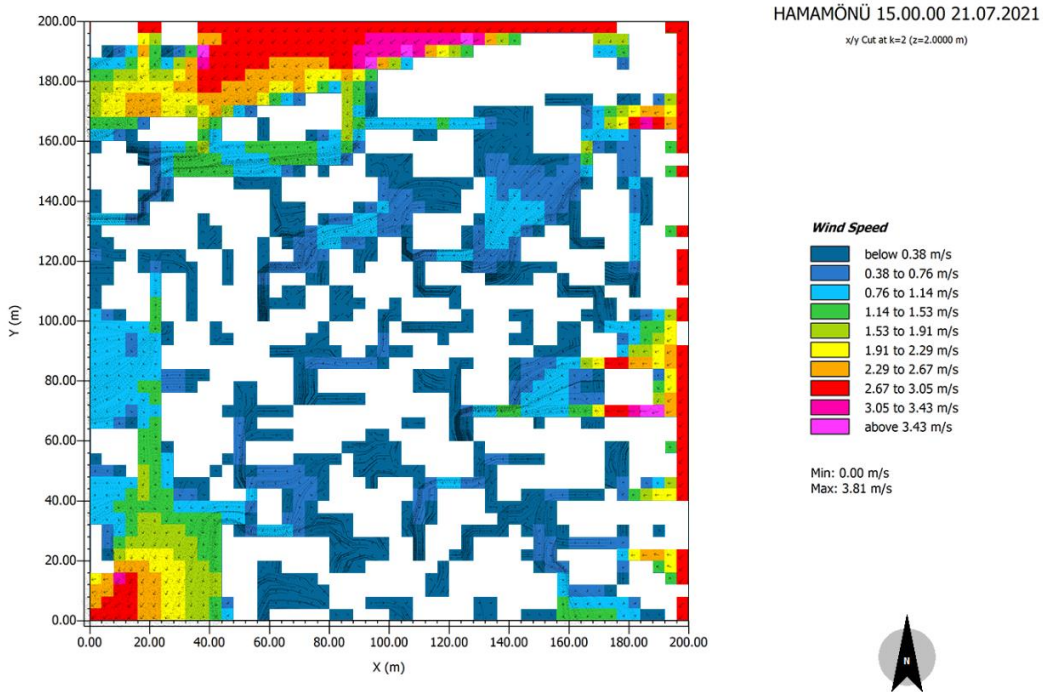 HAMAMÖNÜ 15.00.00 21.07.2021
x/y Cut at k=2 (z=2.0000 m)
200.00
180.00
160.00
140.00
120.00
100.00
80.00
60.00
40.00
20.00
0.00
Y (m)
0.00 20.00 40.00 60.00 80.00 100.00 120.00 140.00 160.00 180.00 200.00
X (m)
Wind Speed
below 0.38 m/s
0.38 to 0.76 m/s
0.76 to 1.14 m/s
1.14 to 1.53 m/s
1.53 to 1.91 m/s
1.91 to 2.29 m/s
2.29 to 2.67 m/s
2.67 to 3.05 m/s
3.05 to 3.43 m/s
above 3.43 m/s
Min: 0.00 m/s
Max: 3.81 m/s
N